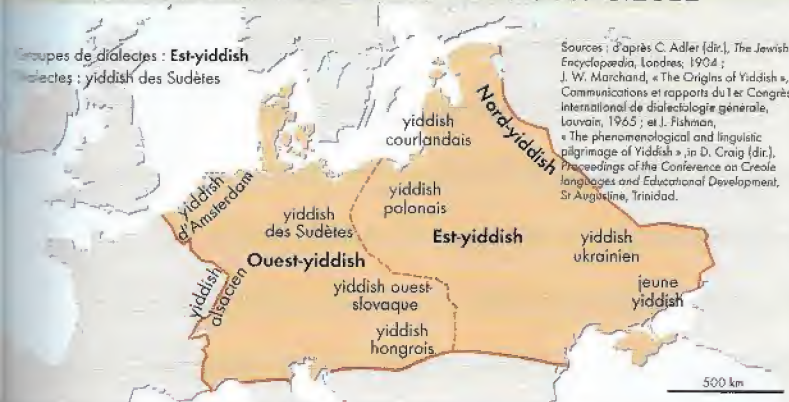 Groupes de dialectes : Est-yiddish
Dialectes : yiddish des Sudètes
Sources : d'après C. Adler (dir.), The Jewish
Encyclopædia, Londres, 1904 ;
J. W. Marchand, « The Origins of Yiddish »,
Communications et rapports du 1er Congrès
international de dialectologie générale,
Louvain, 1965 ; et J. Fishman,
« The phenomenological and linguistic
pilgrimage of Yiddish », in D. Craig (dir.),
Proceedings of the Conference on Creole
languages and Educational Development,
St Augustine, Trinidad.
Nord-yiddish
yiddish
courlandais
yiddish
polonais
yiddish
d'Amsterdam
yiddish
des Sudètes
Est-yiddish
yiddish
ukrainien
Ouest-yiddish
yiddish
alsacien
yiddish ouest-
slovaque
jeune
yiddish
yiddish
hongrois
500 km